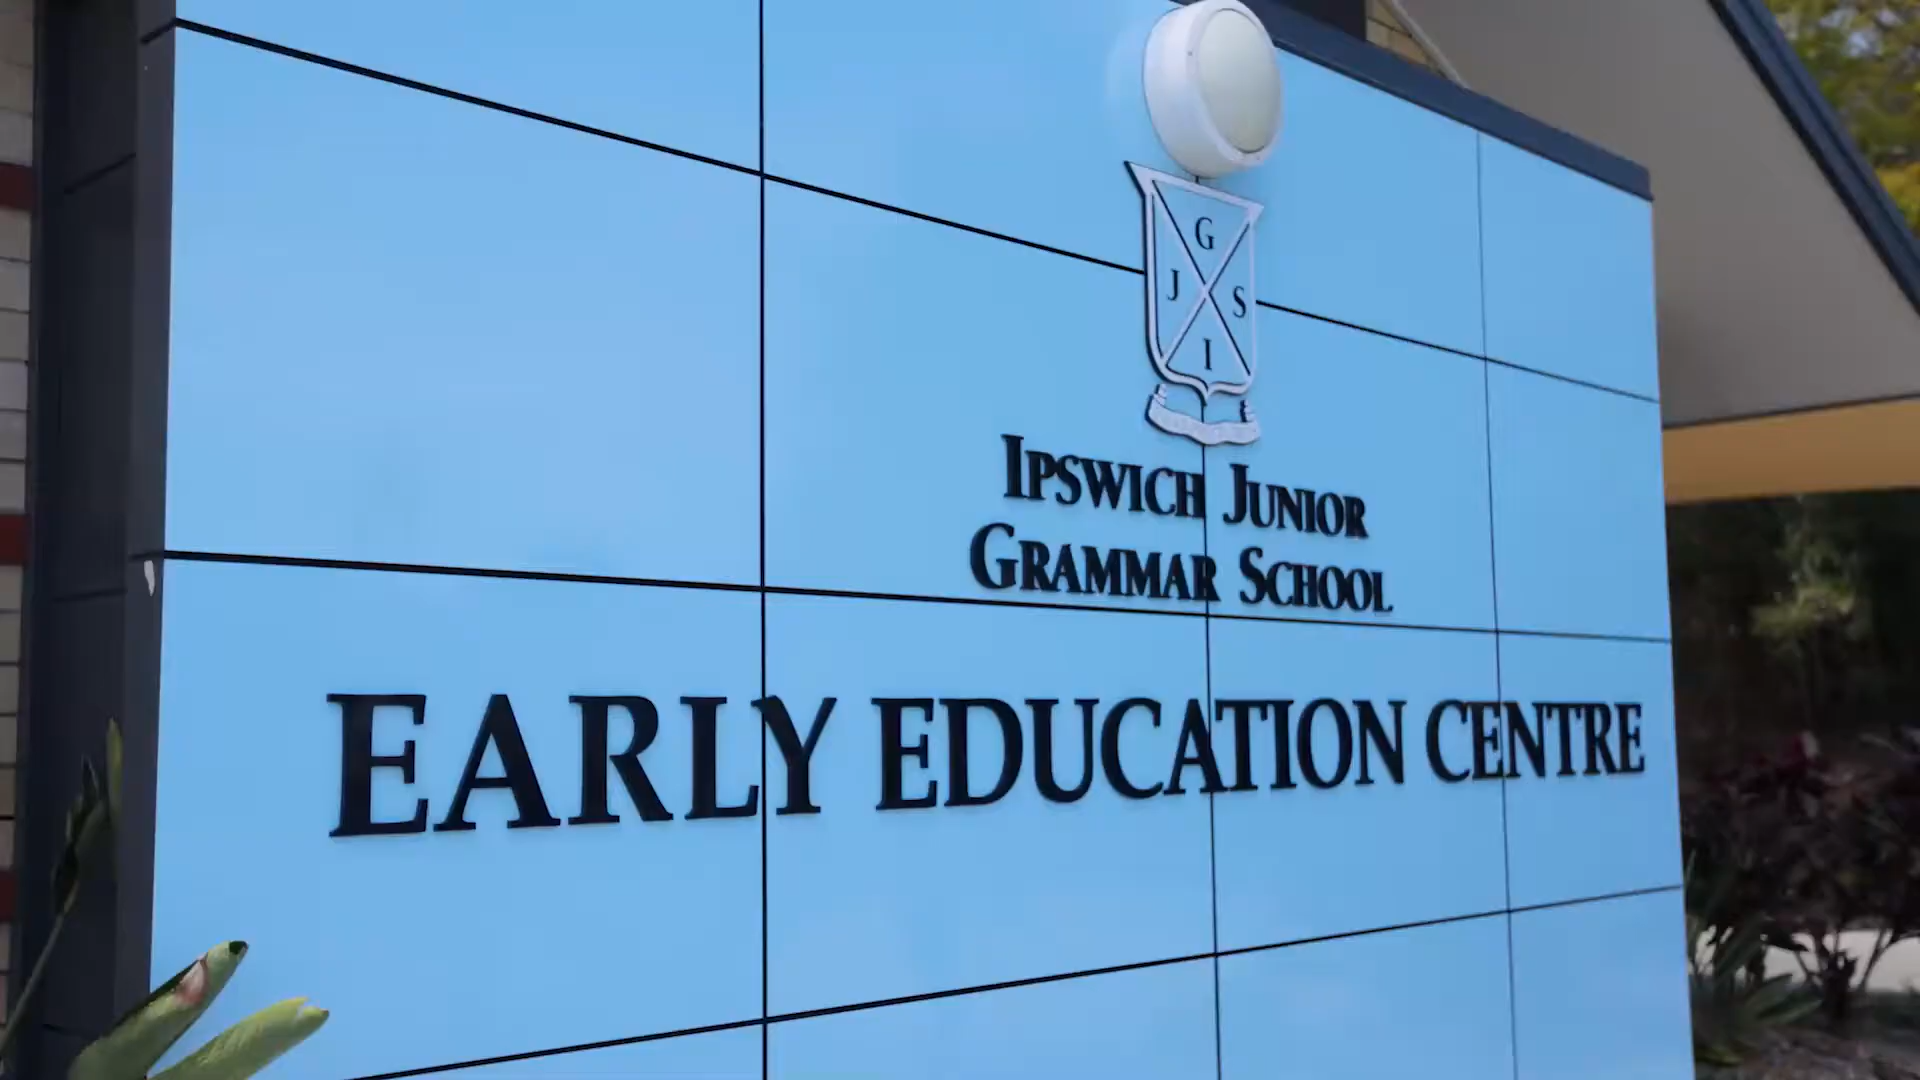 G
J S
I
IPSWICH JUNIOR
GRAMMAR SCHOOL
EARLY EDUCATION CENTRE